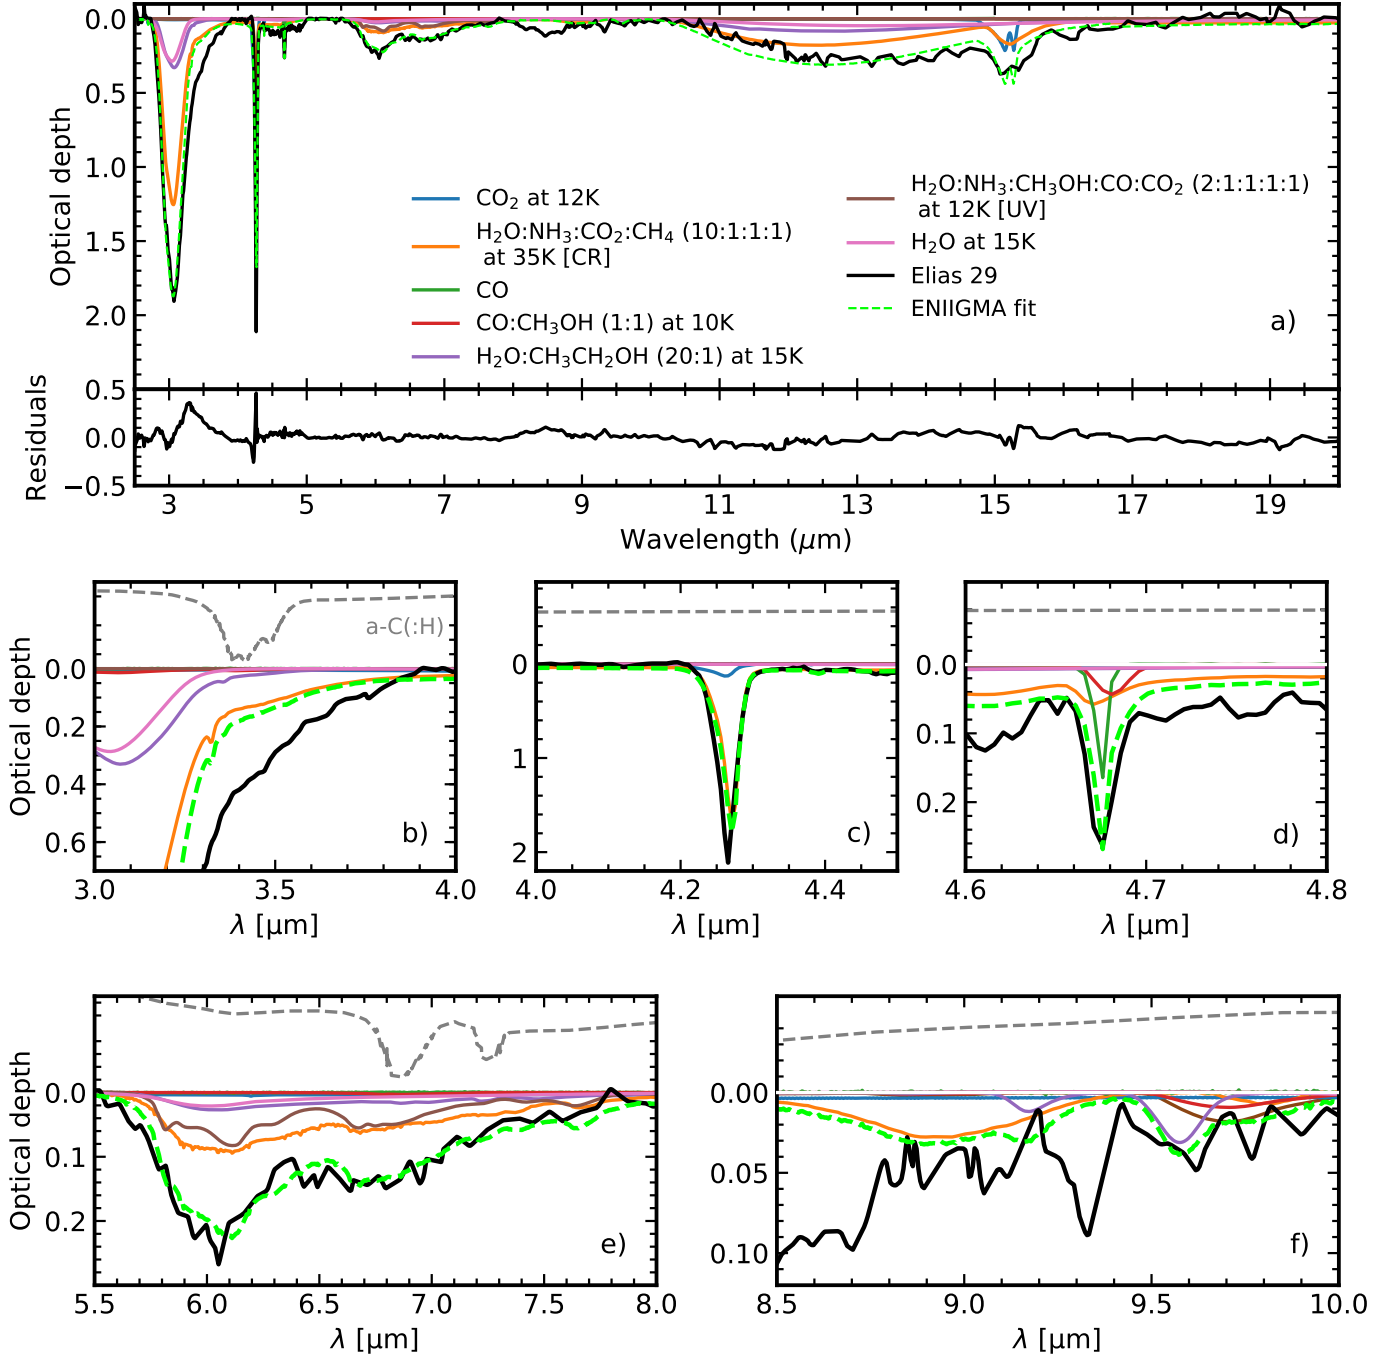 0.0
0.5
1.0
1.5
2.0
Optical depth
CO₂ at 12K
H₂O:NH₃:CO₂:CH₄ (10:1:1:1)
at 35K [CR]
CO
CO:CH₃OH (1:1) at 10K
H₂O:CH₃CH₂OH (20:1) at 15K
H₂O:NH₃:CH₃OH:CO:CO₂ (2:1:1:1:1)
at 12K [UV]
H₂O at 15K
Elias 29
ENIIGMA fit
a)
0.5
0.0
−0.5
Residuals
3 5 7 9 11 13 15 17 19
Wavelength (μm)
a-C(:H)
0.0
0.2
0.4
0.6
Optical depth
b)
3.0 3.5 4.0
λ [μm]
0
1
2
c)
4.0 4.2 4.4
λ [μm]
0.0
0.1
0.2
d)
4.6 4.7 4.8
λ [μm]
0.0
0.1
0.2
Optical depth
e)
5.5 6.0 6.5 7.0 7.5 8.0
λ [μm]
0.00
0.05
0.10
f)
8.5 9.0 9.5 10.0
λ [μm]